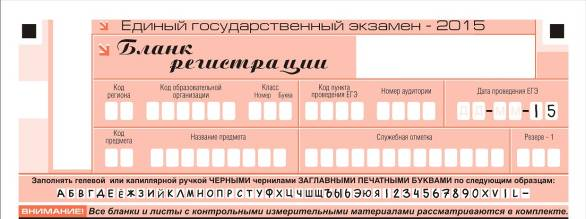 Единый государственный экзамен - 2015
Бланк
регистрации
Код региона Код образовательной организации Класс Номер Буква Код пункта проведения ЕГЭ Номер аудитории Дата проведения ЕГЭ
ДД-ММ-15
Код предмета Название предмета Служебная отметка Резерв - 1
Заполнять гелевой или капиллярной ручкой ЧЕРНЫМИ чернилами ЗАГЛАВНЫМИ ПЕЧАТНЫМИ БУКВАМИ по следующим образцам:
АБВГДЕЁЖЗИЙКЛМНОПРСТУФХЦЧШЩЪЫЬЭЮЯ1234567890XVIL-
ВНИМАНИЕ! Все бланки и листы с контрольными измерительными материалами рассматриваются в комплекте.